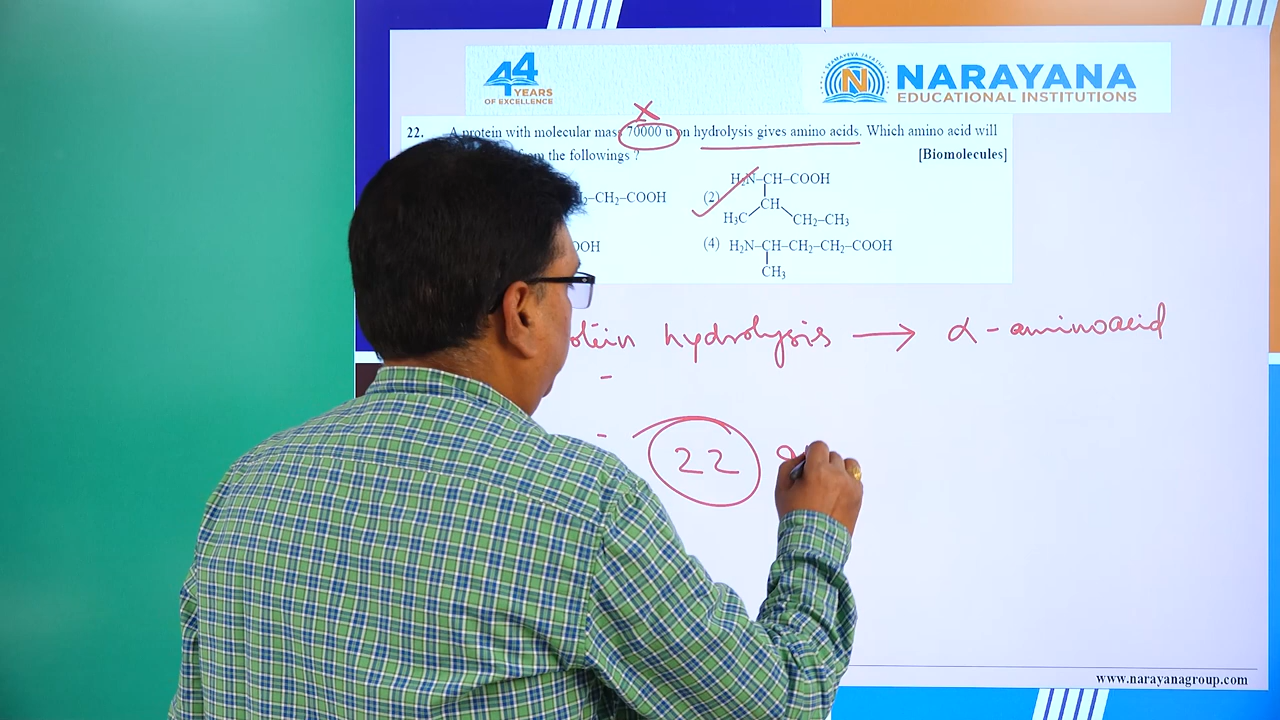 44
YEARS
OF EXCELLENCE
SRAMAYEVA JAYATHE
N
NARAYANA
EDUCATIONAL INSTITUTIONS
22. A protein with molecular mass 70000 u on hydrolysis gives amino acids. Which amino acid will
from the followings ? [Biomolecules]
–CH₂–COOH
(2) H₂N–CH–COOH
CH
H₃C CH₂–CH₃
OOH
(4) H₂N–CH–CH₂–CH₂–COOH
CH₃
X
otein hydrolysis → α-aminoacid
-
- 22
www.narayanagroup.com